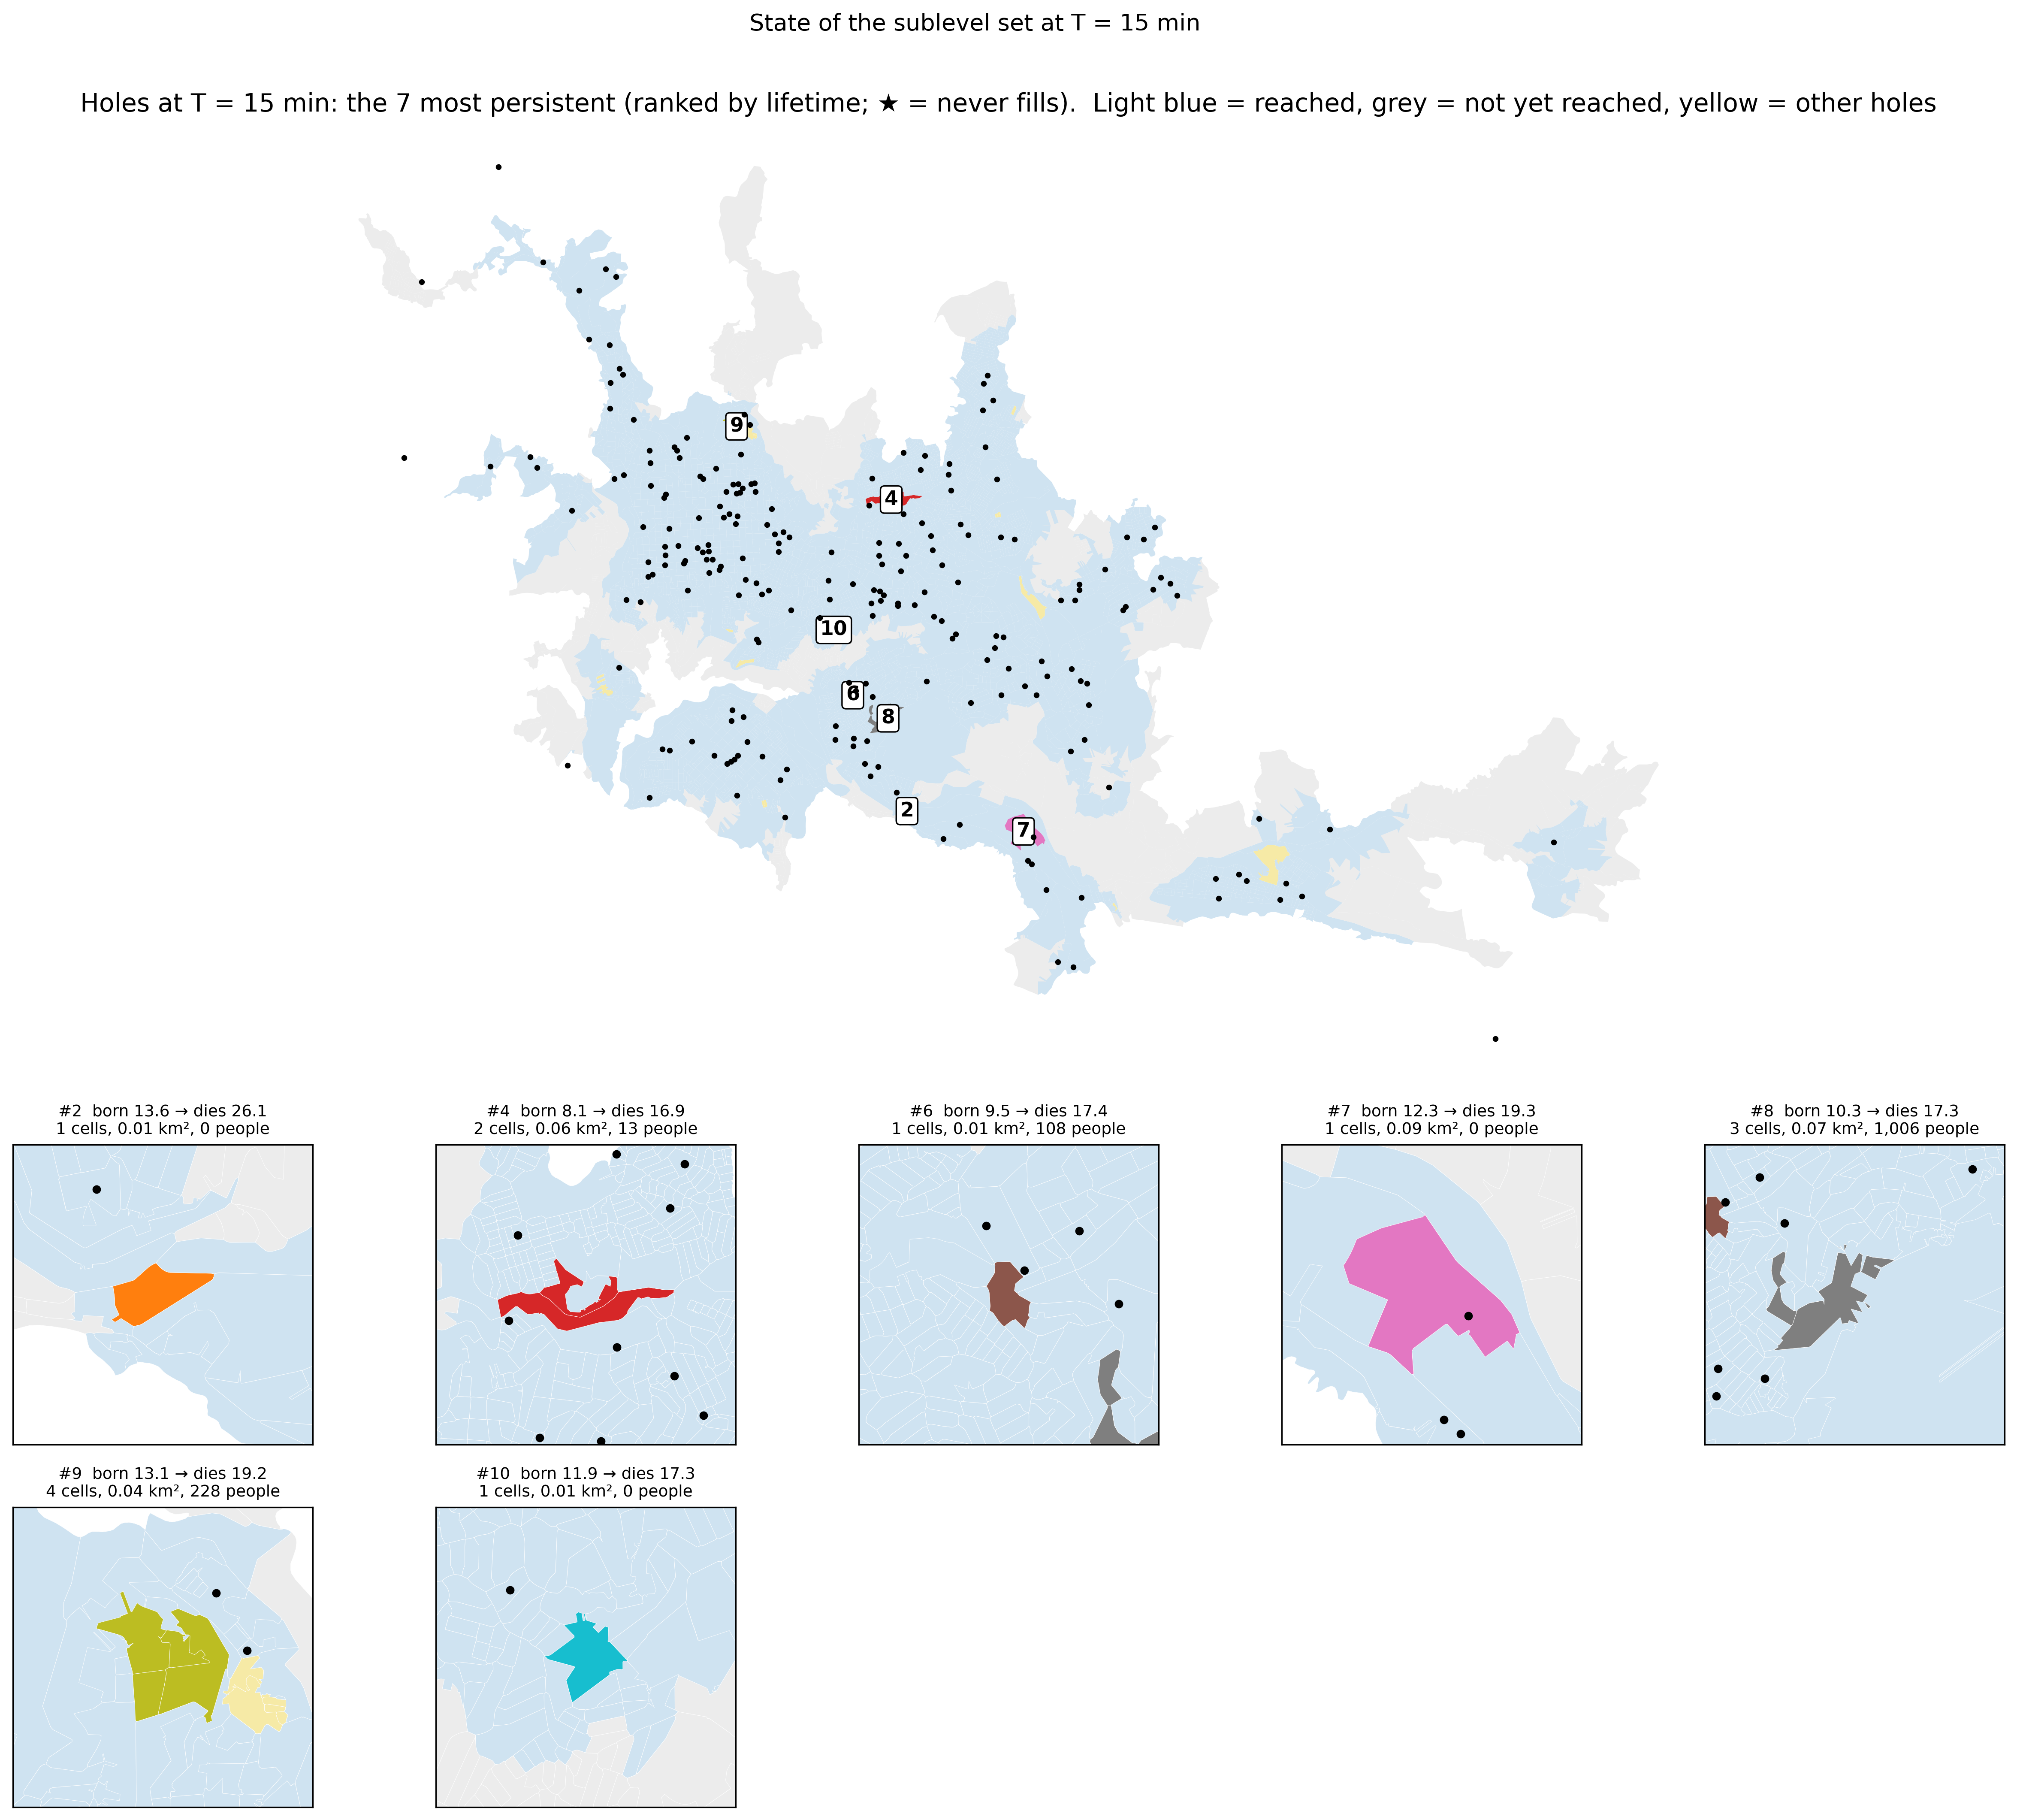 State of the sublevel set at T = 15 min
Holes at T = 15 min: the 7 most persistent (ranked by lifetime; ★ = never fills).  Light blue = reached, grey = not yet reached, yellow = other holes
9
4
10
6
8
2
7
#2  born 13.6 → dies 26.1
1 cells, 0.01 km², 0 people
#4  born 8.1 → dies 16.9
2 cells, 0.06 km², 13 people
#6  born 9.5 → dies 17.4
1 cells, 0.01 km², 108 people
#7  born 12.3 → dies 19.3
1 cells, 0.09 km², 0 people
#8  born 10.3 → dies 17.3
3 cells, 0.07 km², 1,006 people
#9  born 13.1 → dies 19.2
4 cells, 0.04 km², 228 people
#10  born 11.9 → dies 17.3
1 cells, 0.01 km², 0 people